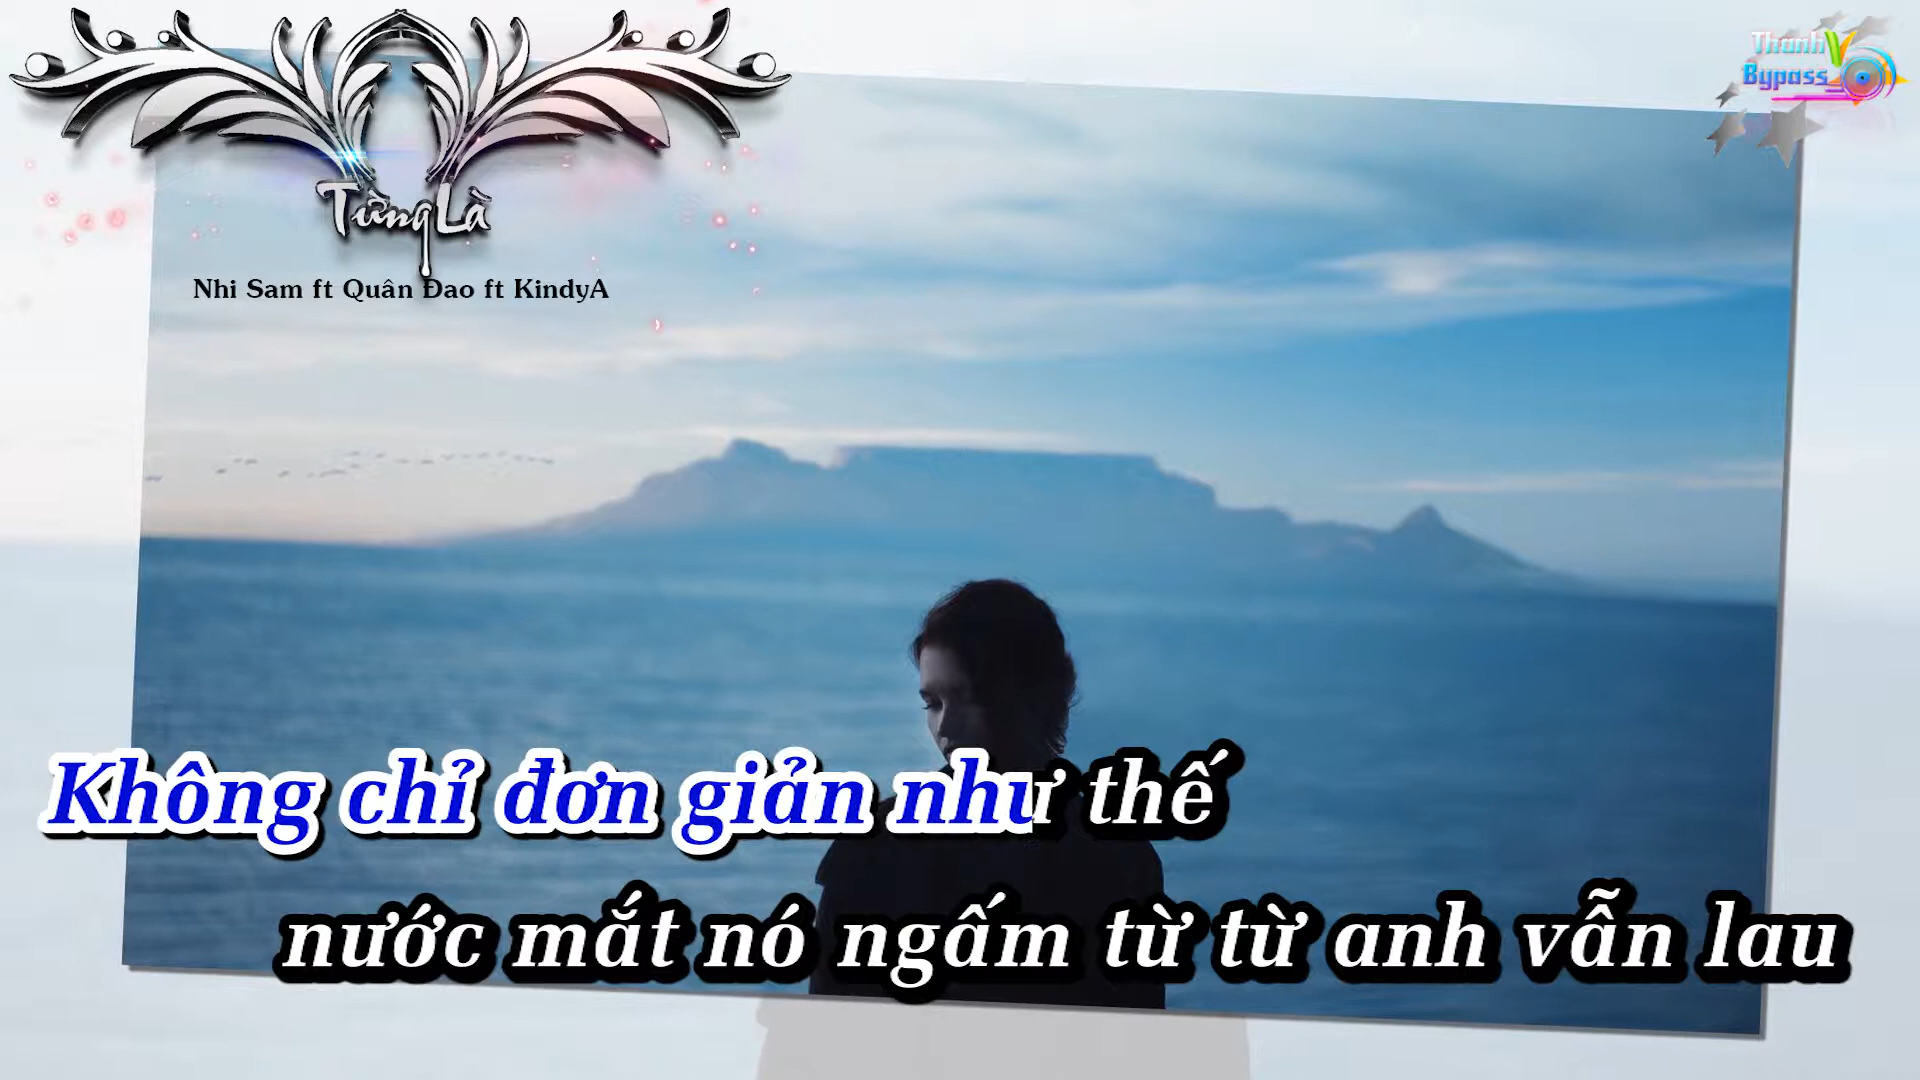 Từng Là
Nhi Sam ft Quân Đao ft KindyA
Thanh V
Bypass
Không chỉ đơn giản như thế
nước mắt nó ngấm từ từ anh vẫn lau